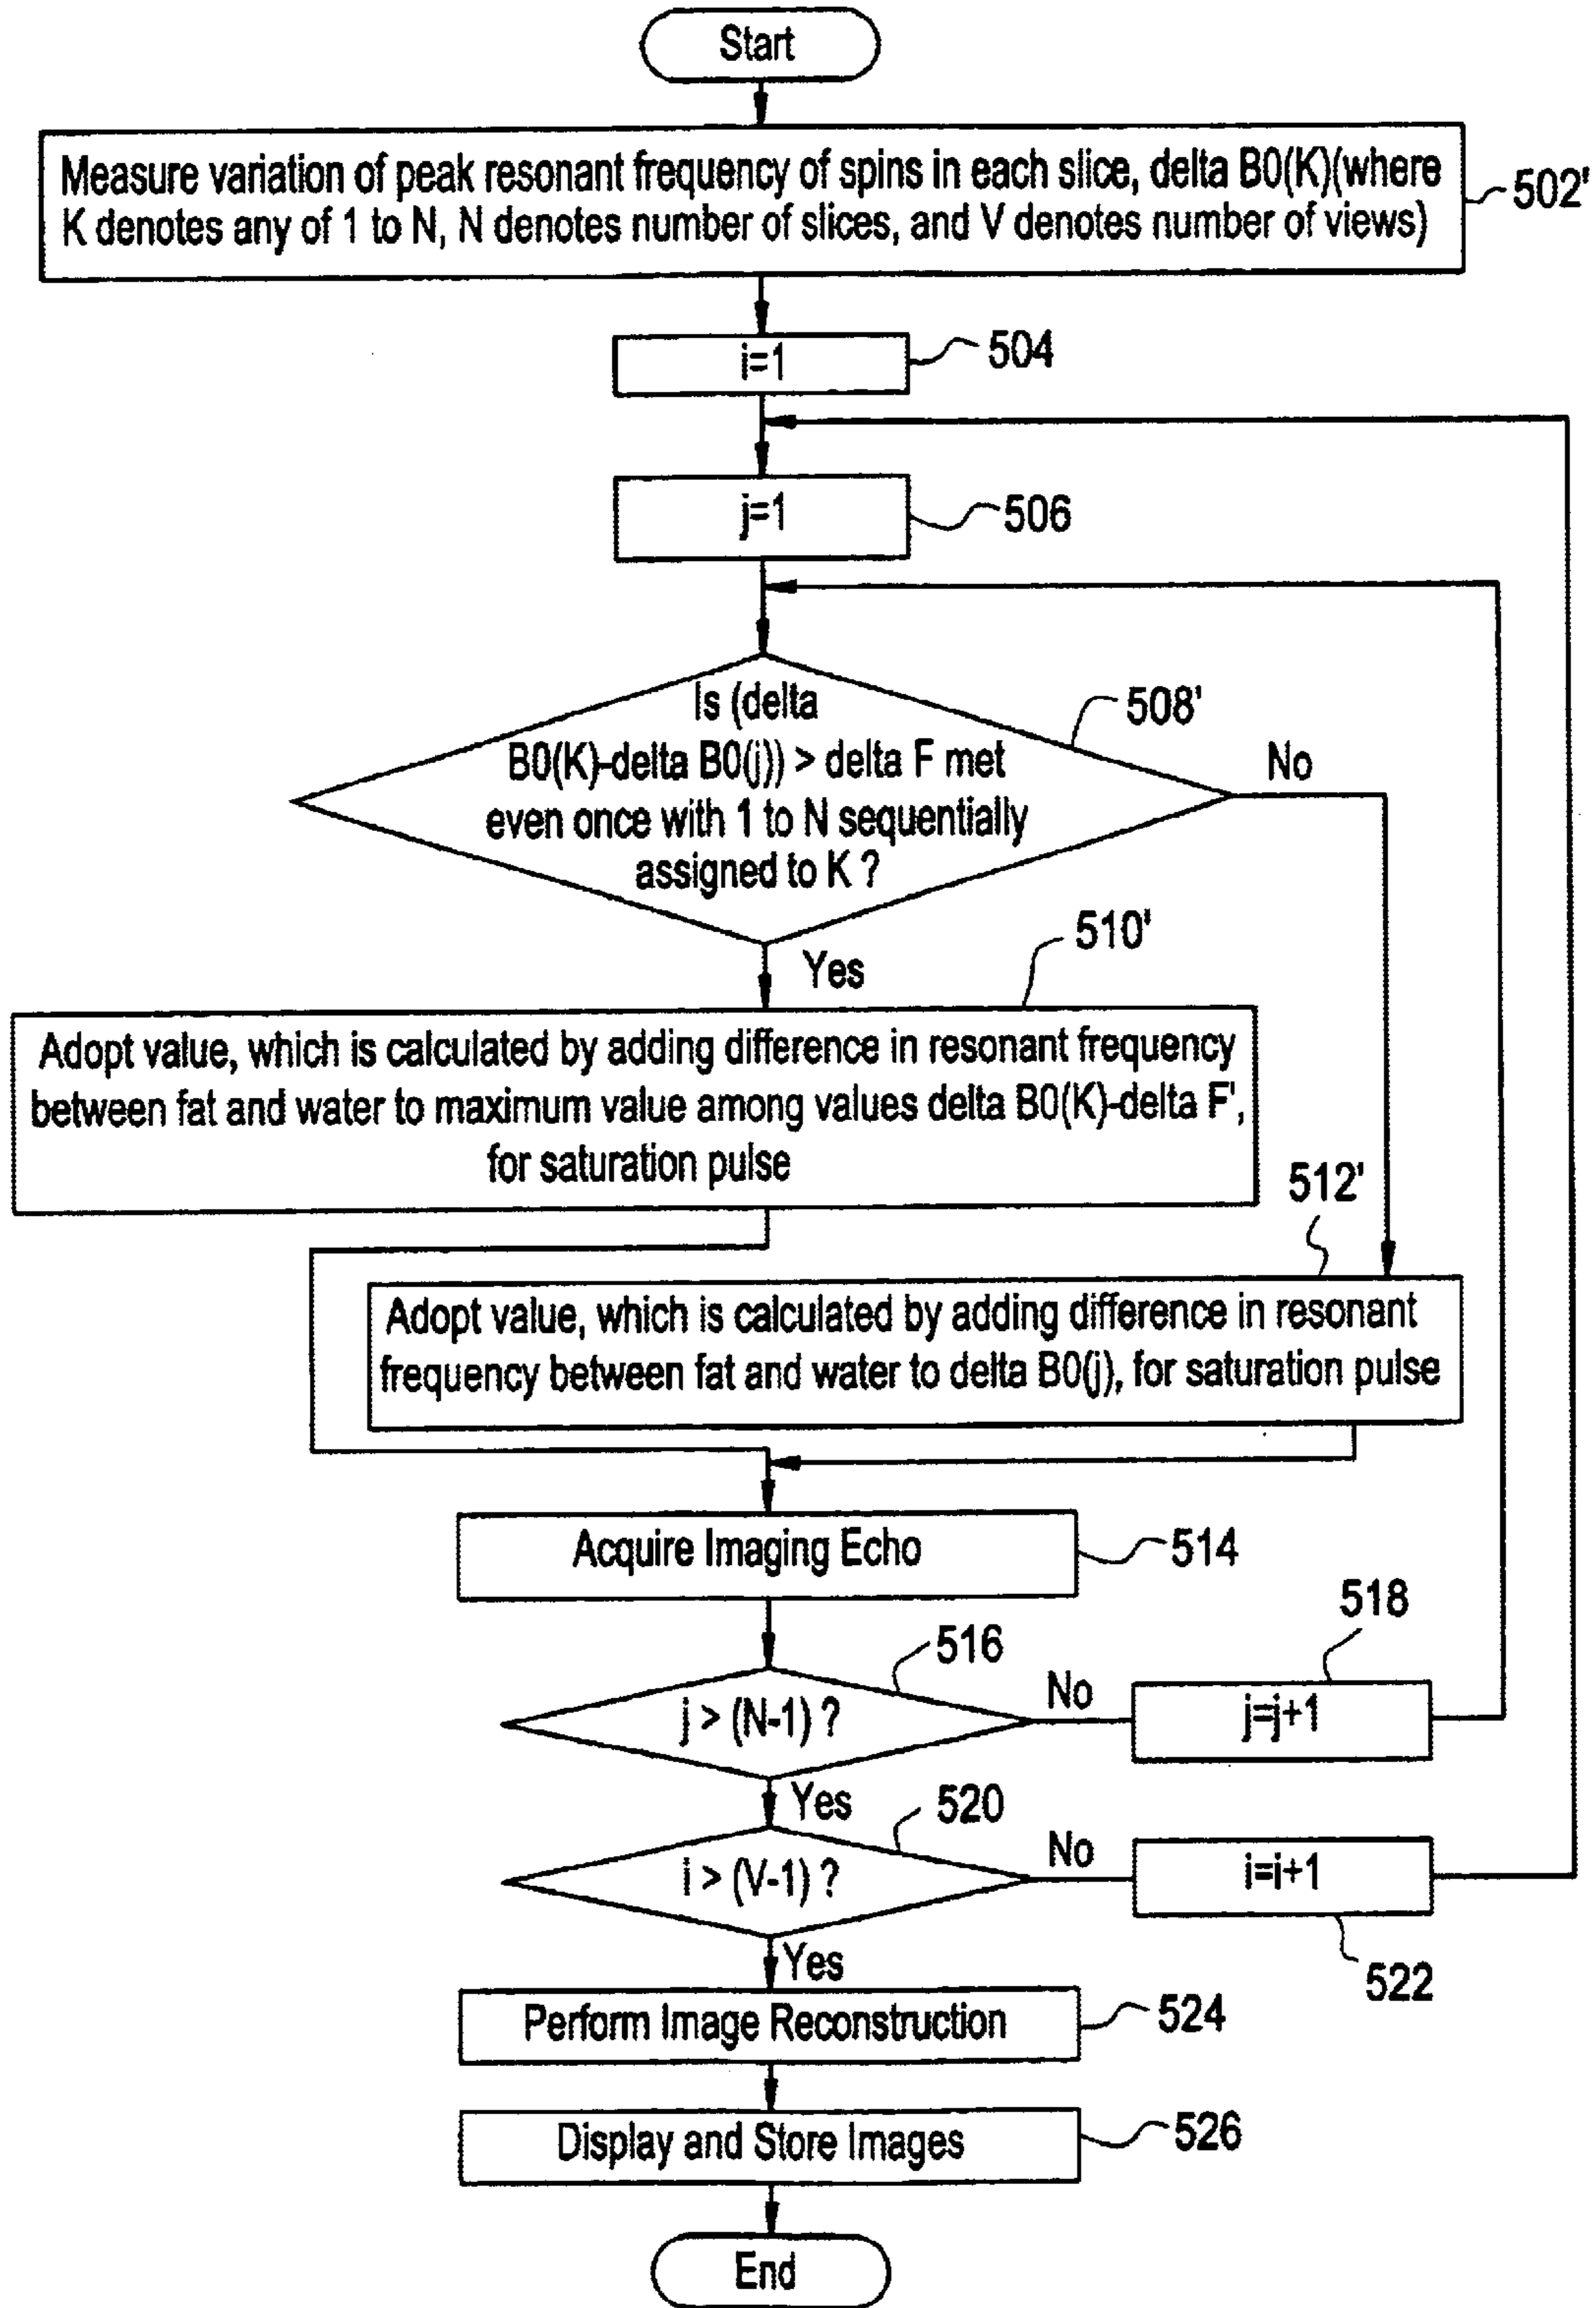 Start
Measure variation of peak resonant frequency of spins in each slice, delta B0(K)(where
K denotes any of 1 to N, N denotes number of slices, and V denotes number of views)
502'
i=1
504
j=1
506
Is (delta
B0(K)-delta B0(j)) > delta F met
even once with 1 to N sequentially
assigned to K ?
508'
No
Yes
510'
Adopt value, which is calculated by adding difference in resonant frequency
between fat and water to maximum value among values delta B0(K)-delta F',
for saturation pulse
512'
Adopt value, which is calculated by adding difference in resonant
frequency between fat and water to delta B0(j), for saturation pulse
Acquire Imaging Echo
514
516
j > (N-1) ?
No
518
j=j+1
Yes
520
i > (V-1) ?
No
i=i+1
522
Yes
Perform Image Reconstruction
524
Display and Store Images
526
End